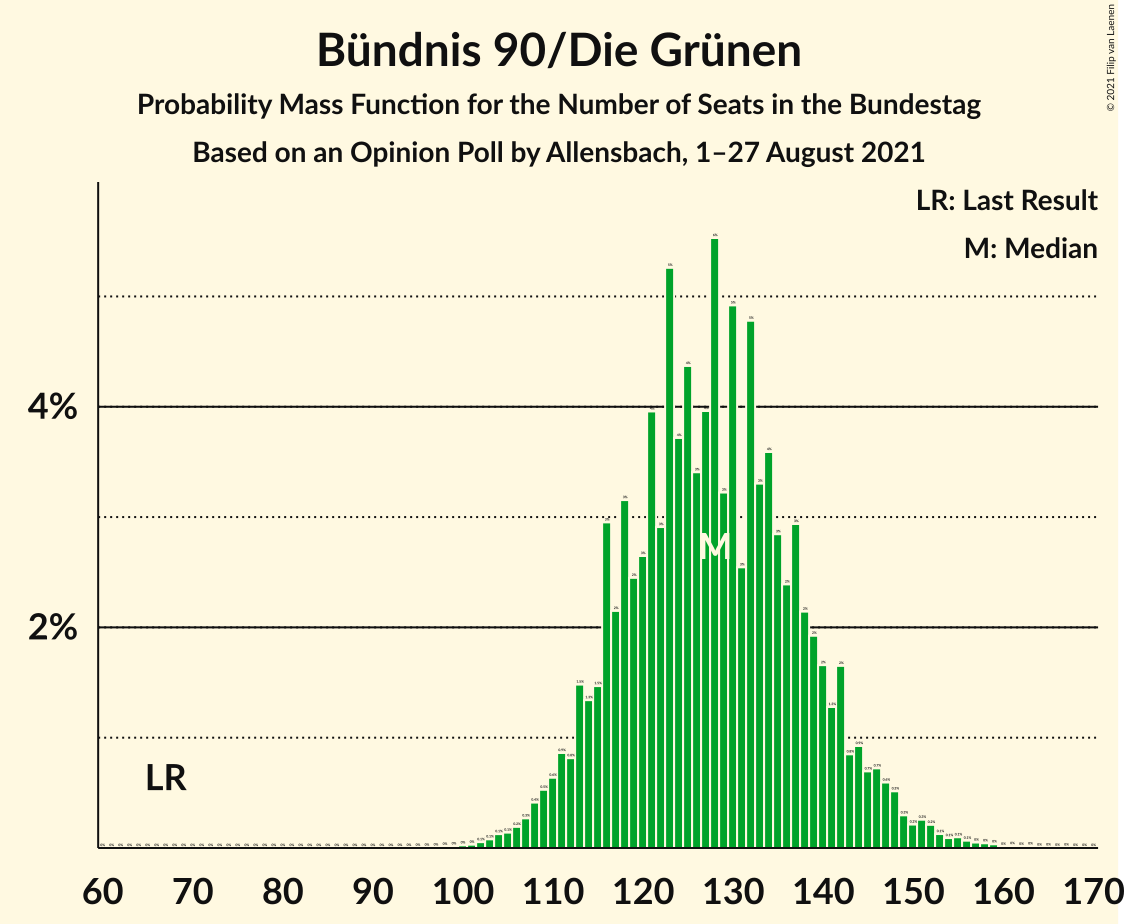 Bündnis 90/Die Grünen
Probability Mass Function for the Number of Seats in the Bundestag
Based on an Opinion Poll by Allensbach, 1–27 August 2021
© 2021 Filip van Laenen
LR: Last Result
M: Median
4%
2%
LR
M
60 70 80 90 100 110 120 130 140 150 160 170